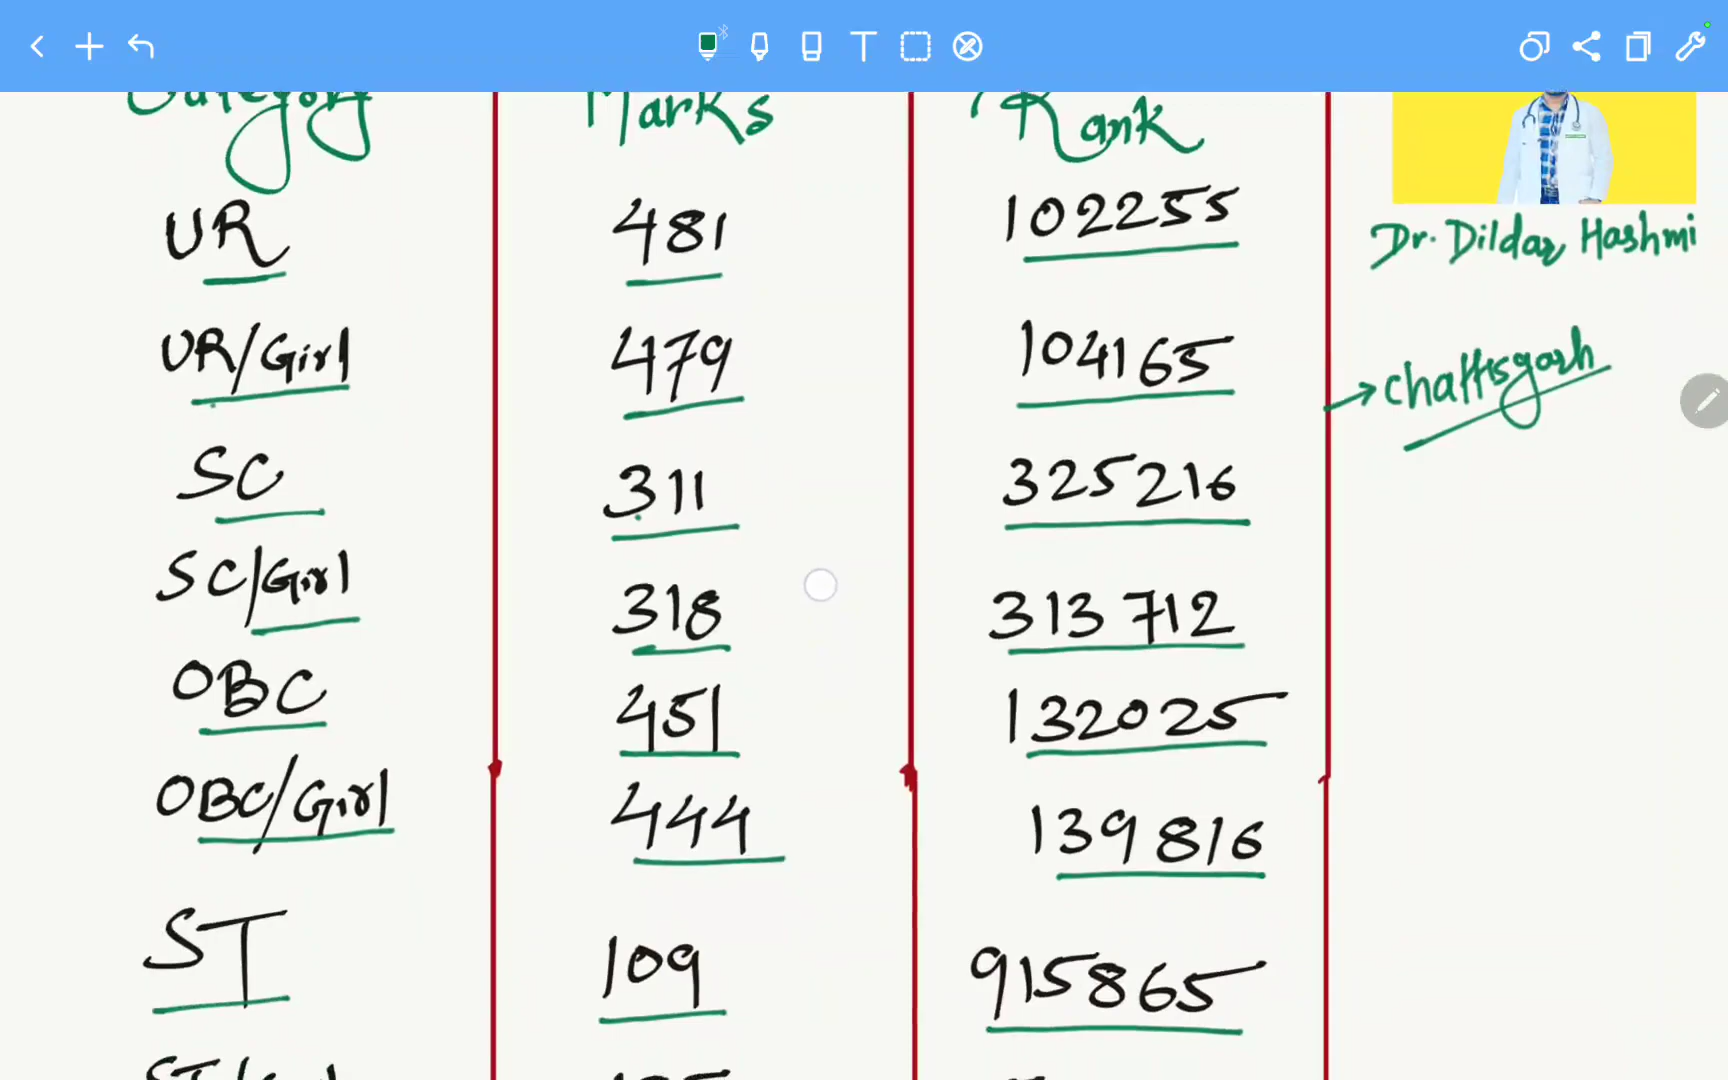 Category Marks Rank
UR 481 102255
Dr. Dildar Hashmi
UR/Girl 479 104165
→ Chattisgarh
SC 311 325216
SC/Girl 318 313712
OBC 451 132025
OBC/Girl 444 139816
ST 109 915865